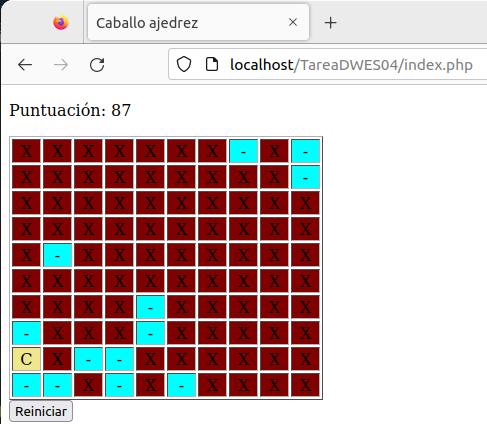 Caballo ajedrez
localhost/TareaDWES04/index.php
Puntuación: 87
X X X X X X X - X -
X X X X X X X X X -
X X X X X X X X X X
X X X X X X X X X X
X - X X X X X X X X
X X X X X X X X X X
X X X X - X X X X X
- X X X - X X X X X
C X - - X X X X X X
- - X - X - X X X X
Reiniciar